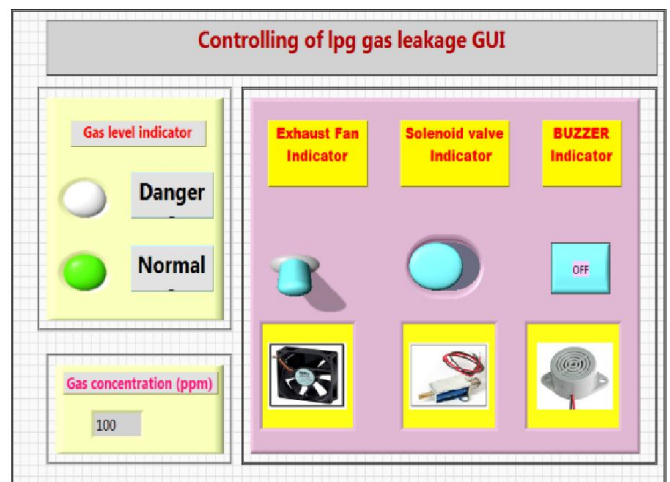 Controlling of lpg gas leakage GUI
Gas level indicator
Danger
Normal
Gas concentration (ppm)
100
Exhaust Fan
Indicator
Solenoid valve
Indicator
BUZZER
Indicator
OFF